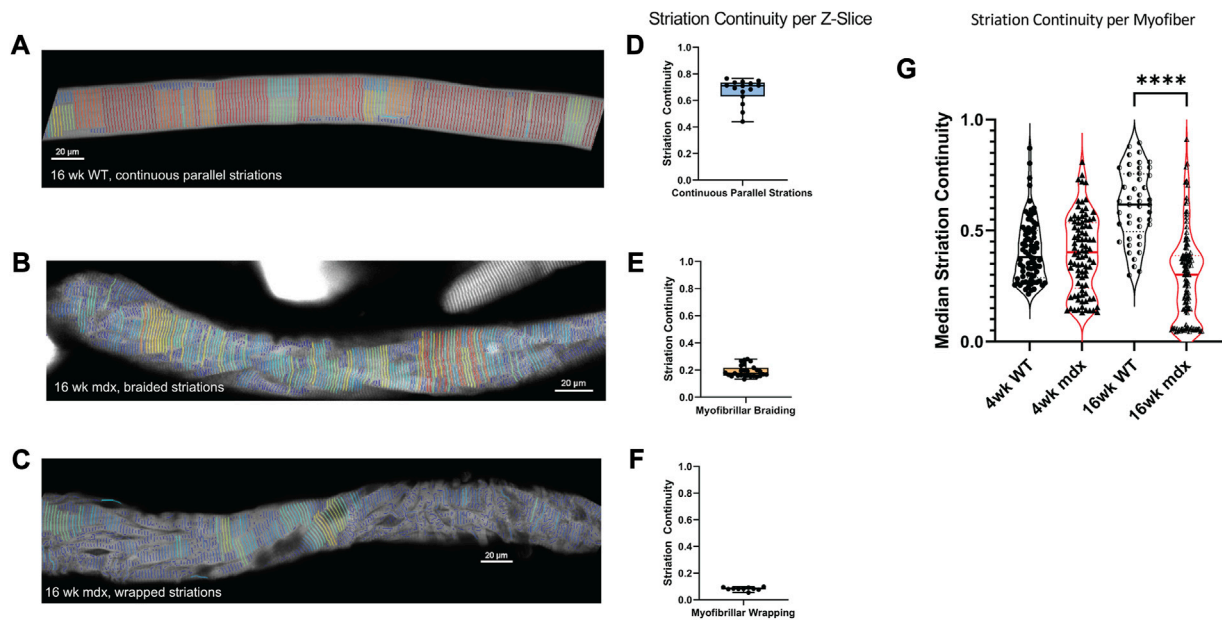 Striation Continuity per Z-Slice
Striation Continuity per Myofiber
A
20 µm
16 wk WT, continuous parallel striations
B
16 wk mdx, braided striations
20 µm
C
16 wk mdx, wrapped striations
20 µm
D
Striation Continuity
1.0
0.8
0.6
0.4
0.2
0.0
Continuous Parallel Strations
E
Striation Continuity
1.0
0.8
0.6
0.4
0.2
0.0
Myofibrillar Braiding
F
Striation Continuity
1.0
0.8
0.6
0.4
0.2
0.0
Myofibrillar Wrapping
G
****
Median Striation Continuity
1.0
0.5
0.0
4wk WT
4wk mdx
16wk WT
16wk mdx